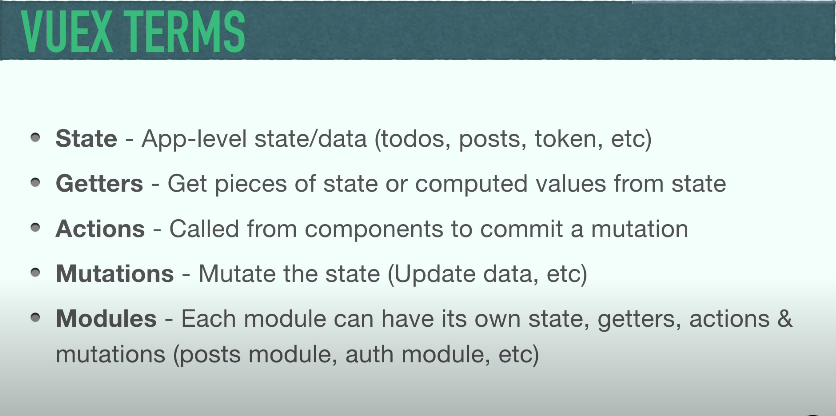 VUEX TERMS
• State - App-level state/data (todos, posts, token, etc)
• Getters - Get pieces of state or computed values from state
• Actions - Called from components to commit a mutation
• Mutations - Mutate the state (Update data, etc)
• Modules - Each module can have its own state, getters, actions &
mutations (posts module, auth module, etc)